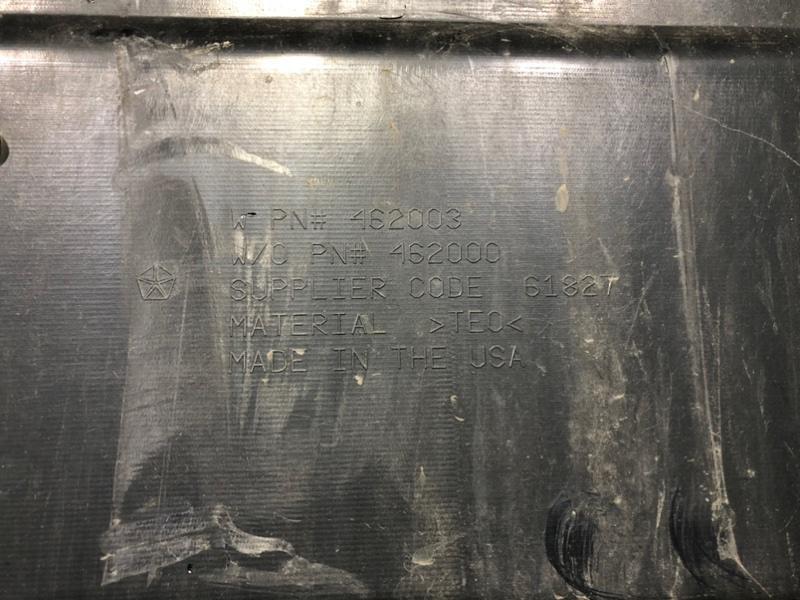 W PN# 462003
W/O PN# 462000
SUPPLIER CODE 61827
MATERIAL >TEO<
MADE IN THE USA